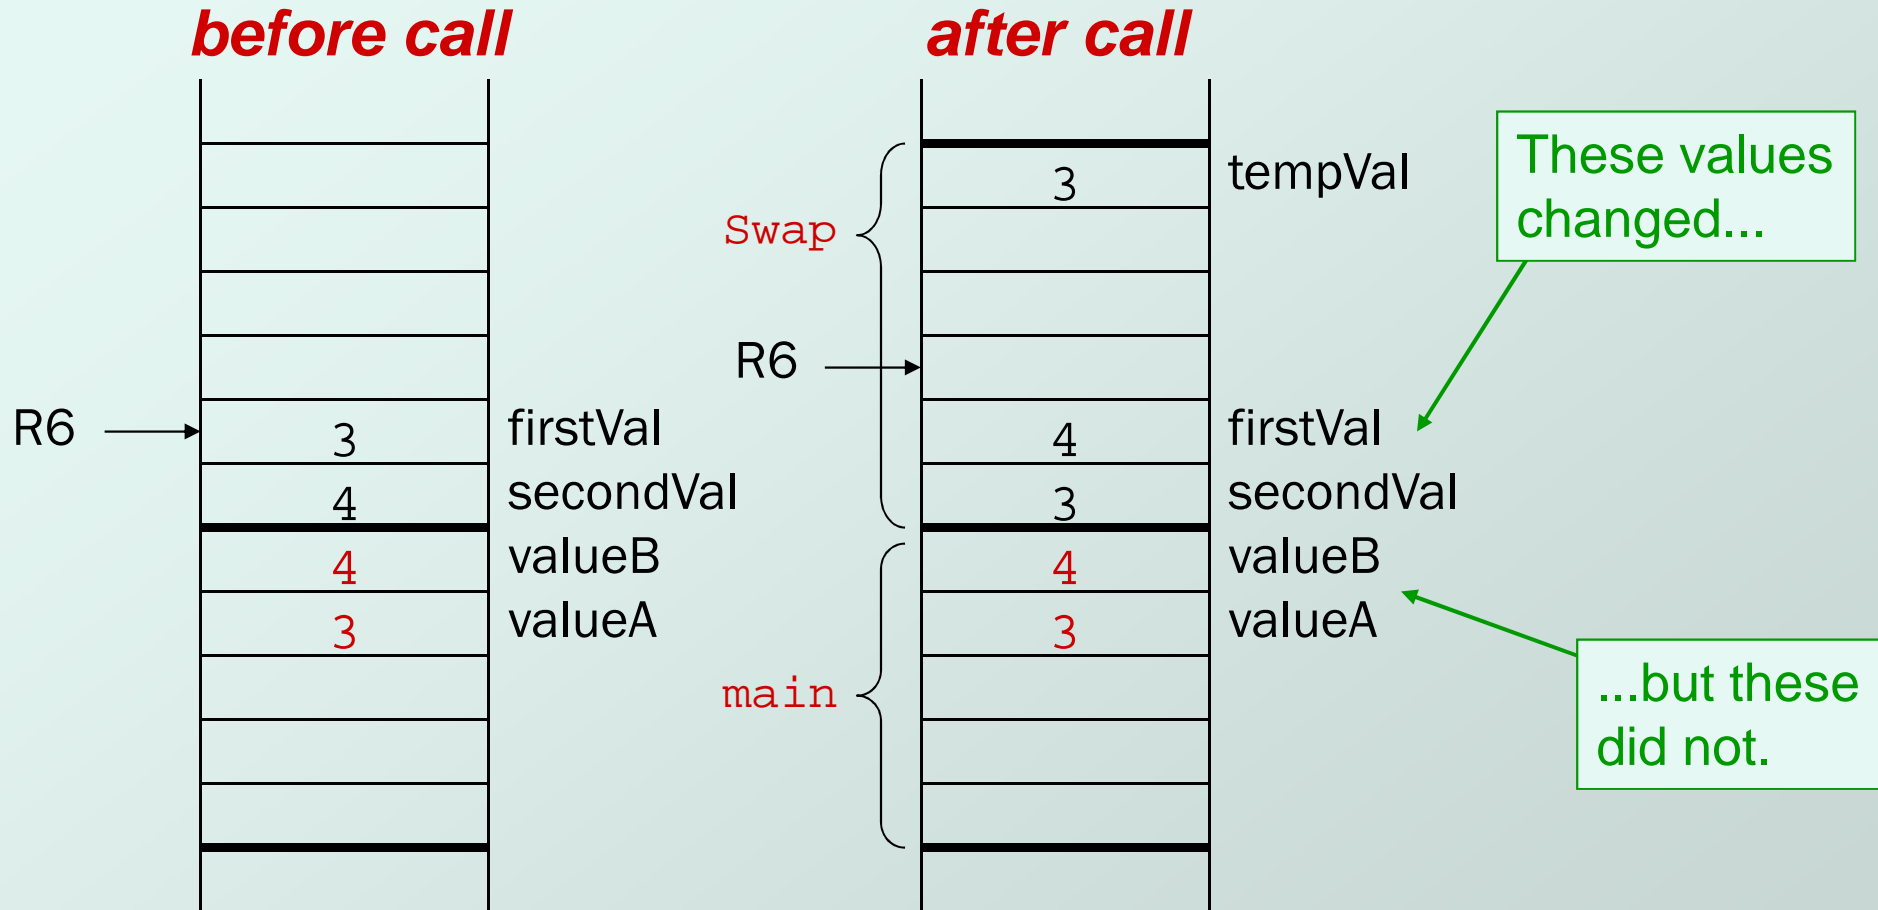 before call
after call
3 tempVal
These values
changed...
Swap
R6
R6
3 firstVal
4 firstVal
4 secondVal
3 secondVal
4 valueB
4 valueB
3 valueA
3 valueA
main
...but these
did not.